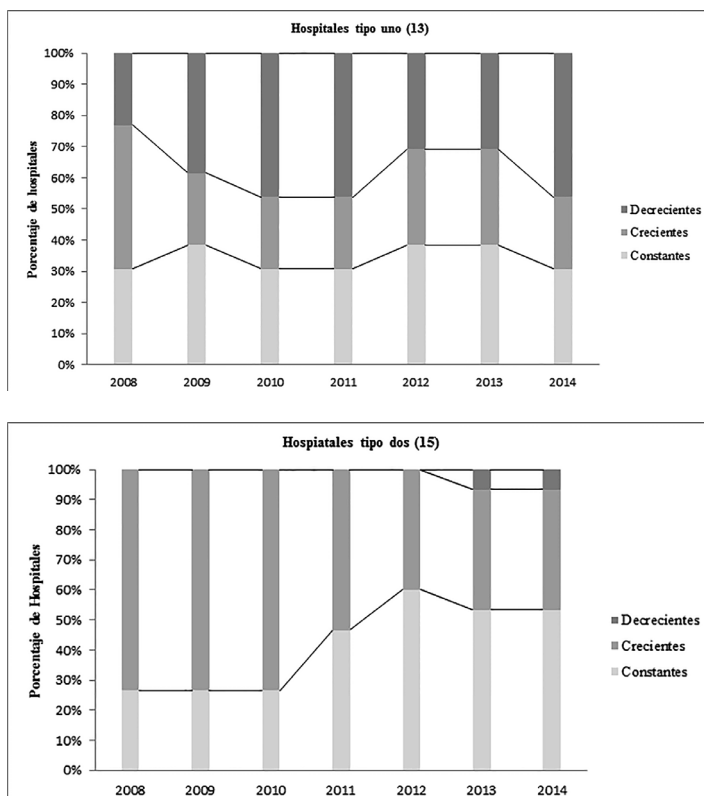 Hospitales tipo uno (13)
Porcentaje de hospitales
100%
90%
80%
70%
60%
50%
40%
30%
20%
10%
0%
2008 2009 2010 2011 2012 2013 2014
Decrecientes
Crecientes
Constantes
Hospiatales tipo dos (15)
Porcentaje de Hospitales
100%
90%
80%
70%
60%
50%
40%
30%
20%
10%
0%
2008 2009 2010 2011 2012 2013 2014
Decrecientes
Crecientes
Constantes